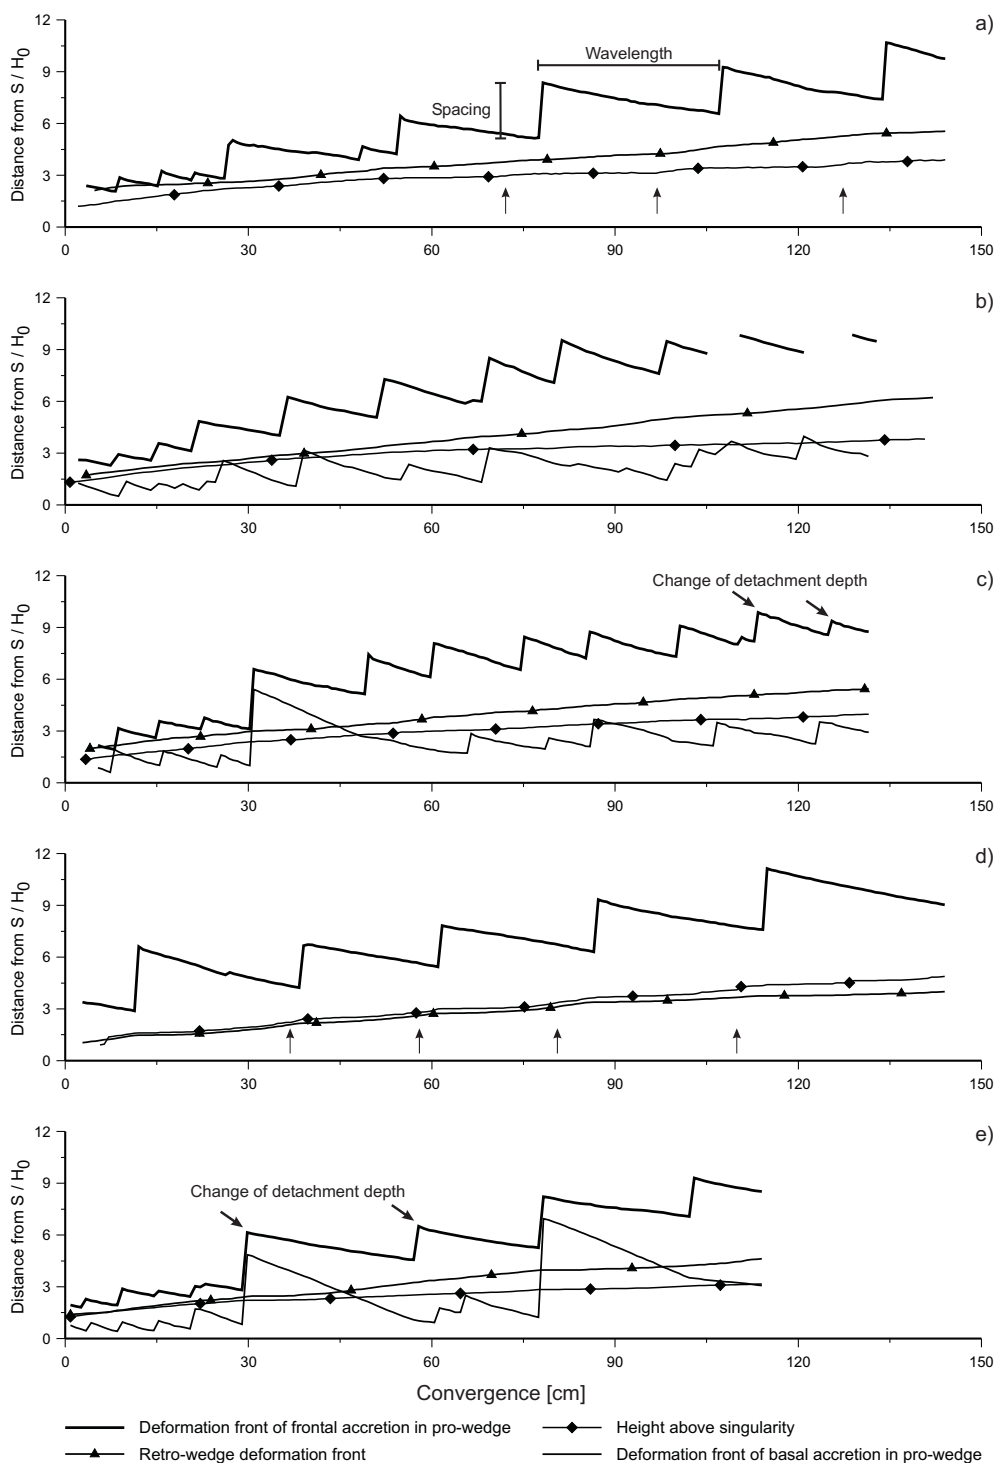 a)
12
9
6
3
0
Distance from S / H0
Wavelength
Spacing
0 30 60 90 120 150
b)
12
9
6
3
0
Distance from S / H0
0 30 60 90 120 150
c)
12
9
6
3
0
Distance from S / H0
Change of detachment depth
0 30 60 90 120 150
d)
12
9
6
3
0
Distance from S / H0
0 30 60 90 120 150
e)
12
9
6
3
0
Distance from S / H0
Change of detachment depth
0 30 60 90 120 150
Convergence [cm]
Deformation front of frontal accretion in pro-wedge Height above singularity
Retro-wedge deformation front Deformation front of basal accretion in pro-wedge